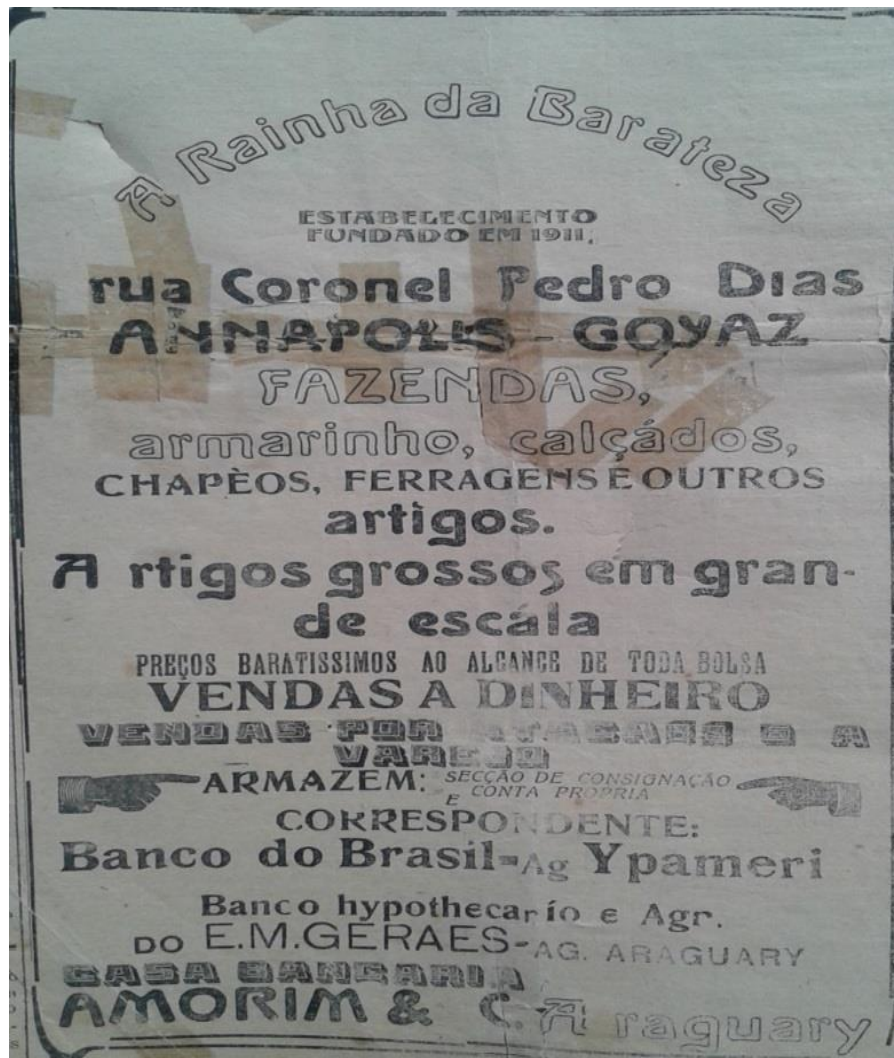 A Rainha da Barateza
ESTABELECIMENTO
FUNDADO EM 1911,
rua Coronel Pedro Dias
ANNAPOLIS - GOYAZ
FAZENDAS,
armarinho, calçádos,
CHAPÈOS, FERRAGENS E OUTROS
artigos.
A rtigos grossos em gran-
de escála
PREÇOS BARATISSIMOS AO ALCANCE DE TODA BOLSA
VENDAS A DINHEIRO
VENDAS POR ATACADO E A
VAREJO
ARMAZEM: SECÇÃO DE CONSIGNAÇÃO
E CONTA PROPRIA
CORRESPONDENTE:
Banco do Brasil=Ag Ypameri
Banco hypothecario e Agr.
DO E.M.GERAES-AG. ARAGUARY
CASA BANCARIA
AMORIM & C.-A raguary